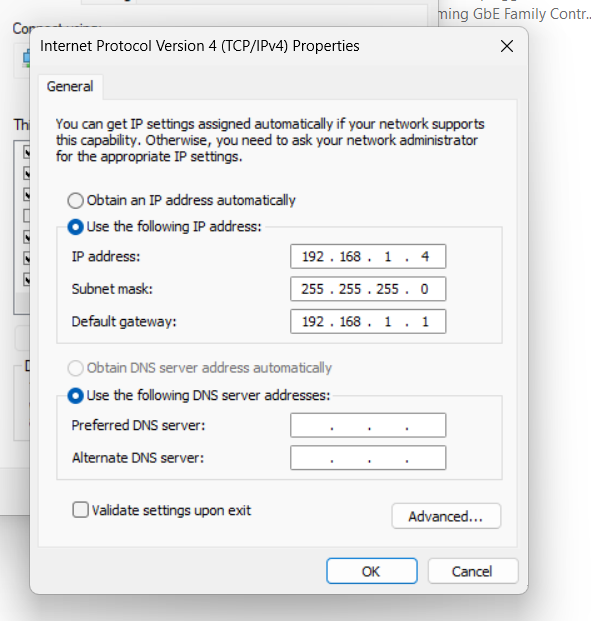 ming GbE Family Contr..
Internet Protocol Version 4 (TCP/IPv4) Properties
General
You can get IP settings assigned automatically if your network supports
this capability. Otherwise, you need to ask your network administrator
for the appropriate IP settings.
Obtain an IP address automatically
Use the following IP address:
IP address: 192 . 168 . 1 . 4
Subnet mask: 255 . 255 . 255 . 0
Default gateway: 192 . 168 . 1 . 1
Obtain DNS server address automatically
Use the following DNS server addresses:
Preferred DNS server: . . .
Alternate DNS server: . . .
Validate settings upon exit
Advanced...
OK Cancel